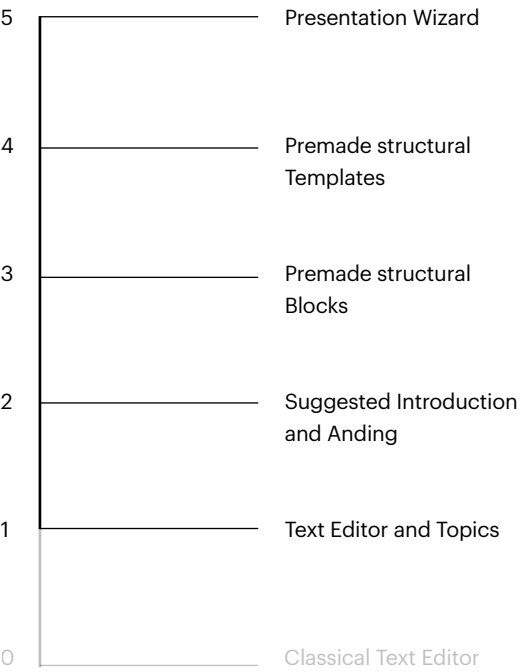 5 Presentation Wizard
4 Premade structural
Templates
3 Premade structural
Blocks
2 Suggested Introduction
and Anding
1 Text Editor and Topics
0 Classical Text Editor